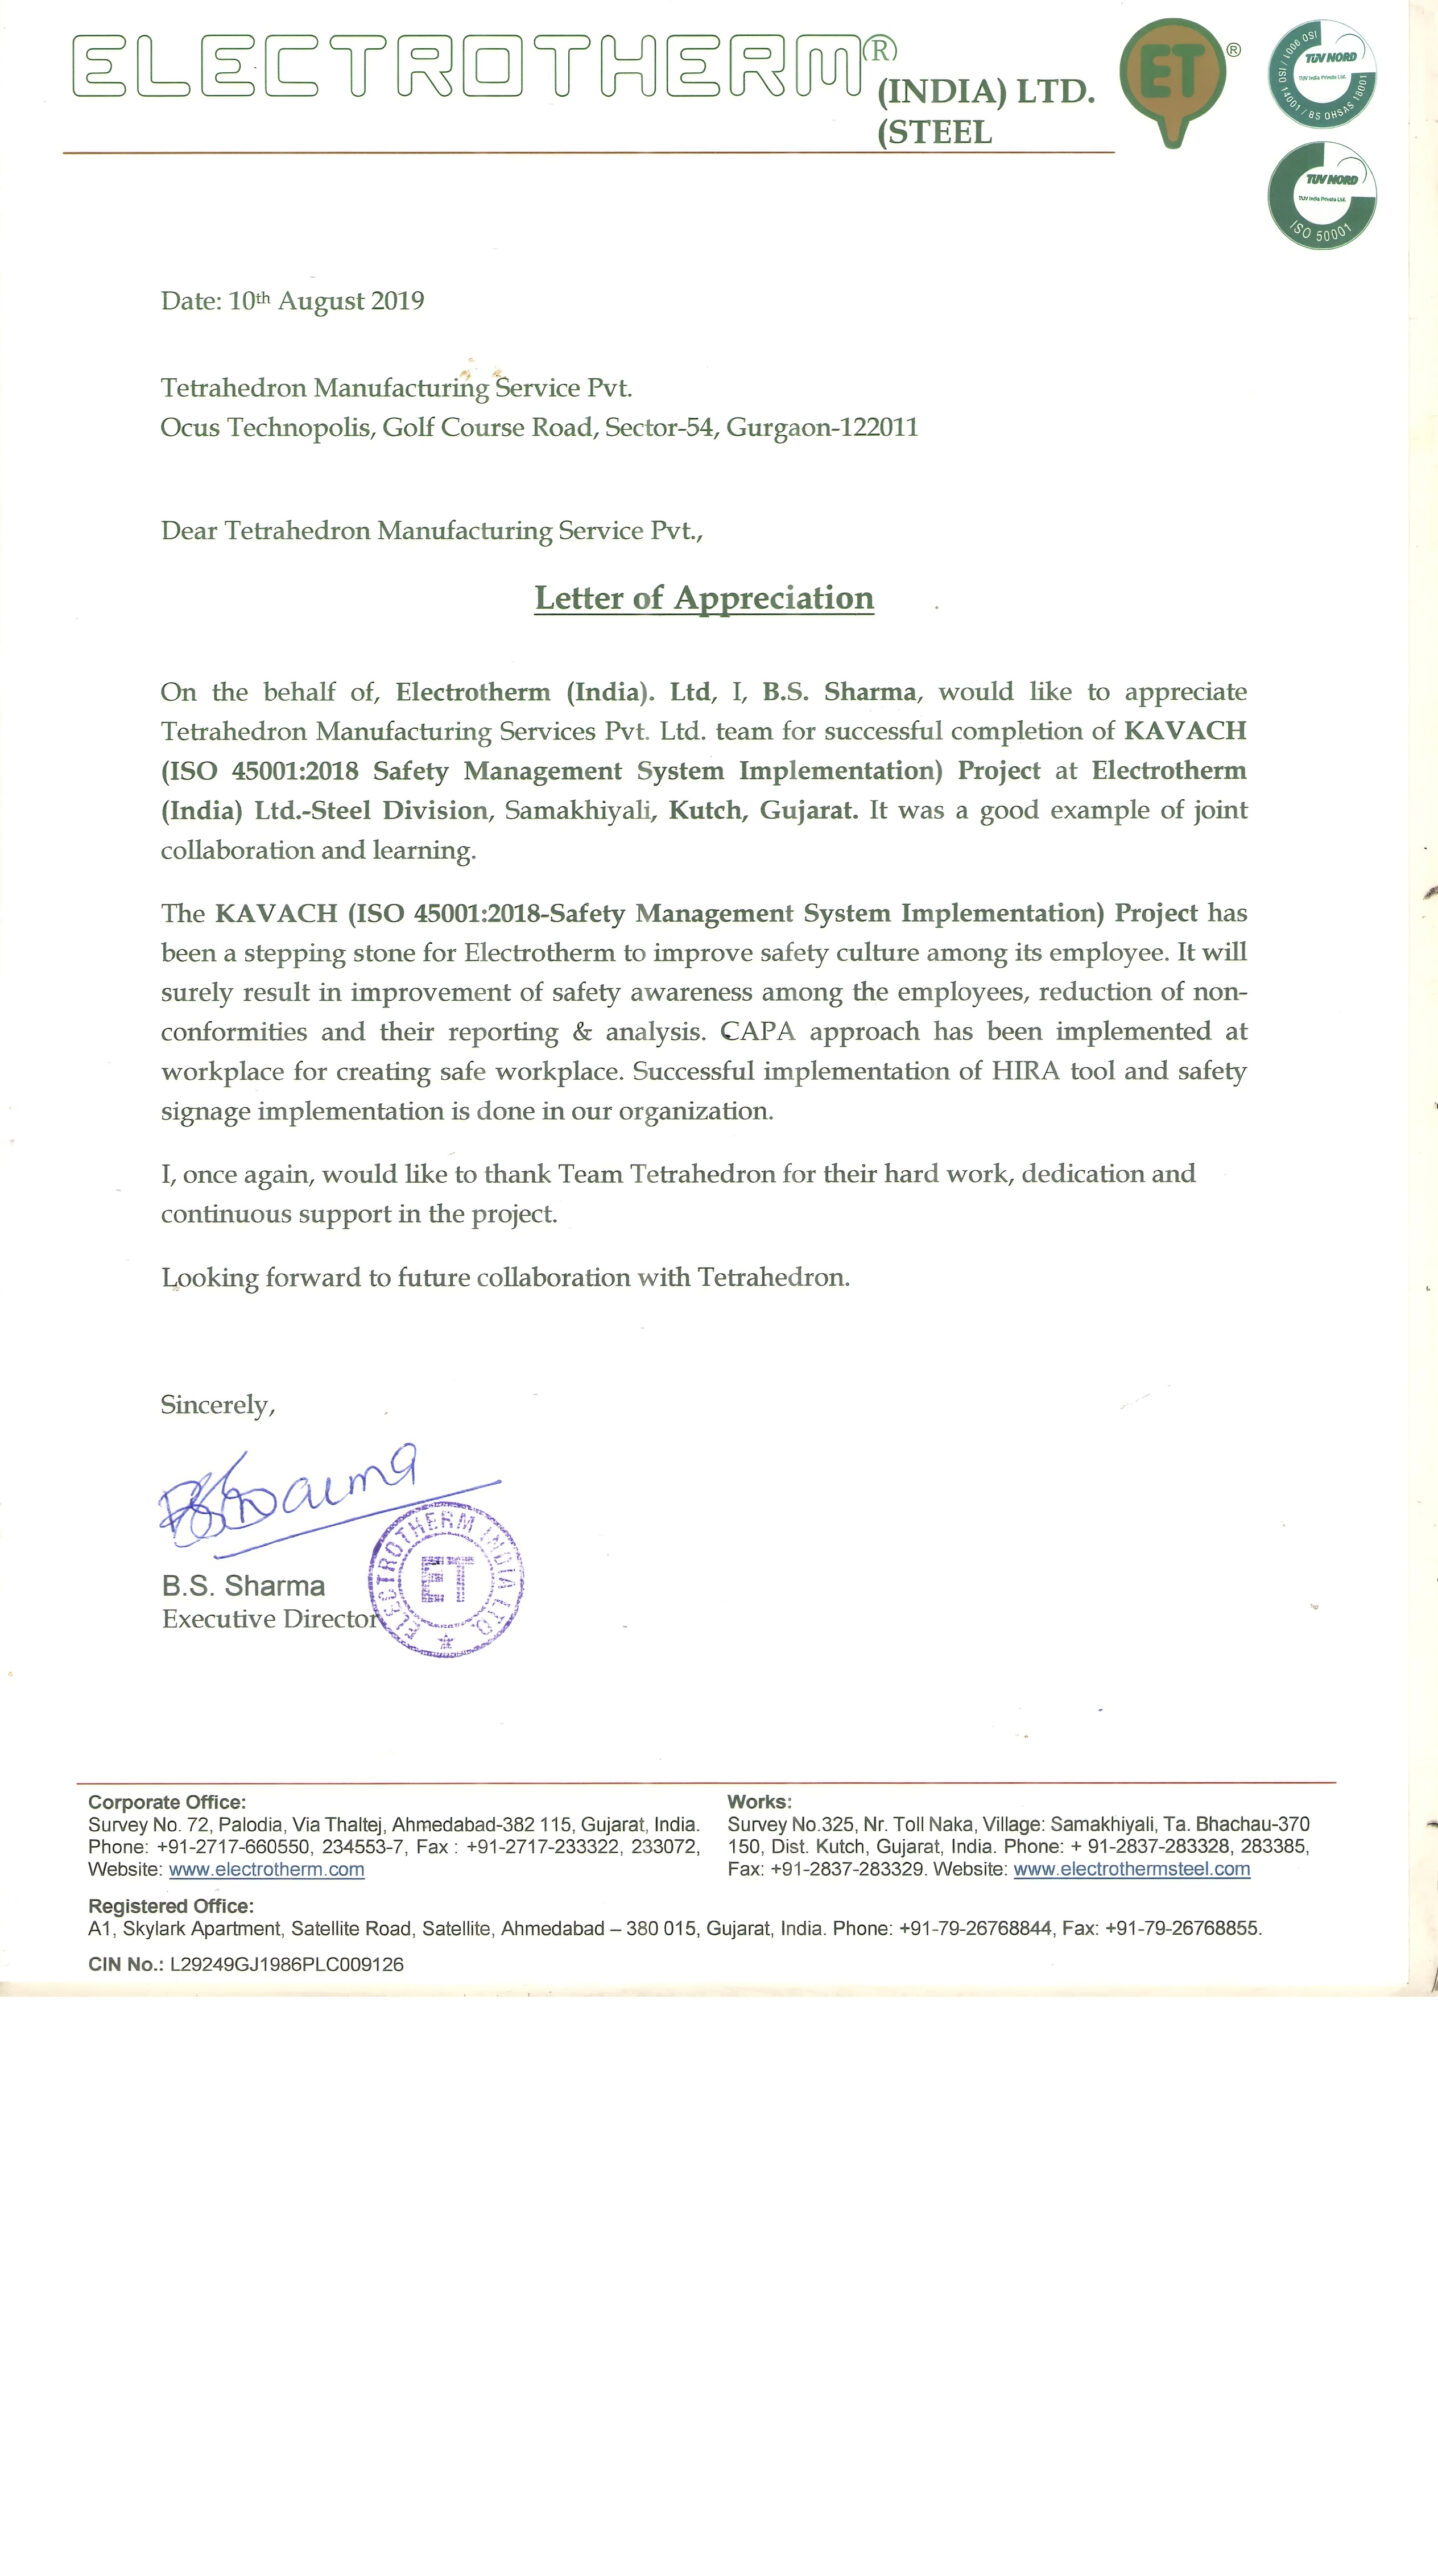 ELECTROTHERM®
(INDIA) LTD.
(STEEL
ET ®
ISO 9001 / ISO 14001 / BS OHSAS 18001
TÜV NORD
TUV India Private Ltd.
TÜV NORD
TUV India Private Ltd.
ISO 50001
Date: 10th August 2019
Tetrahedron Manufacturing Service Pvt.
Ocus Technopolis, Golf Course Road, Sector-54, Gurgaon-122011
Dear Tetrahedron Manufacturing Service Pvt.,
Letter of Appreciation
On the behalf of, Electrotherm (India). Ltd, I, B.S. Sharma, would like to appreciate
Tetrahedron Manufacturing Services Pvt. Ltd. team for successful completion of KAVACH
(ISO 45001:2018 Safety Management System Implementation) Project at Electrotherm
(India) Ltd.-Steel Division, Samakhiyali, Kutch, Gujarat. It was a good example of joint
collaboration and learning.
The KAVACH (ISO 45001:2018-Safety Management System Implementation) Project has
been a stepping stone for Electrotherm to improve safety culture among its employee. It will
surely result in improvement of safety awareness among the employees, reduction of non-
conformities and their reporting & analysis. CAPA approach has been implemented at
workplace for creating safe workplace. Successful implementation of HIRA tool and safety
signage implementation is done in our organization.
I, once again, would like to thank Team Tetrahedron for their hard work, dedication and
continuous support in the project.
Looking forward to future collaboration with Tetrahedron.
Sincerely,
BSSharma
B.S. Sharma
Executive Director
ELECTROTHERM INDIA LTD.
ET
Corporate Office:
Survey No. 72, Palodia, Via Thaltej, Ahmedabad-382 115, Gujarat, India.
Phone: +91-2717-660550, 234553-7, Fax : +91-2717-233322, 233072,
Website: www.electrotherm.com
Works:
Survey No.325, Nr. Toll Naka, Village: Samakhiyali, Ta. Bhachau-370
150, Dist. Kutch, Gujarat, India. Phone: + 91-2837-283328, 283385,
Fax: +91-2837-283329. Website: www.electrothermsteel.com
Registered Office:
A1, Skylark Apartment, Satellite Road, Satellite, Ahmedabad – 380 015, Gujarat, India. Phone: +91-79-26768844, Fax: +91-79-26768855.
CIN No.: L29249GJ1986PLC009126